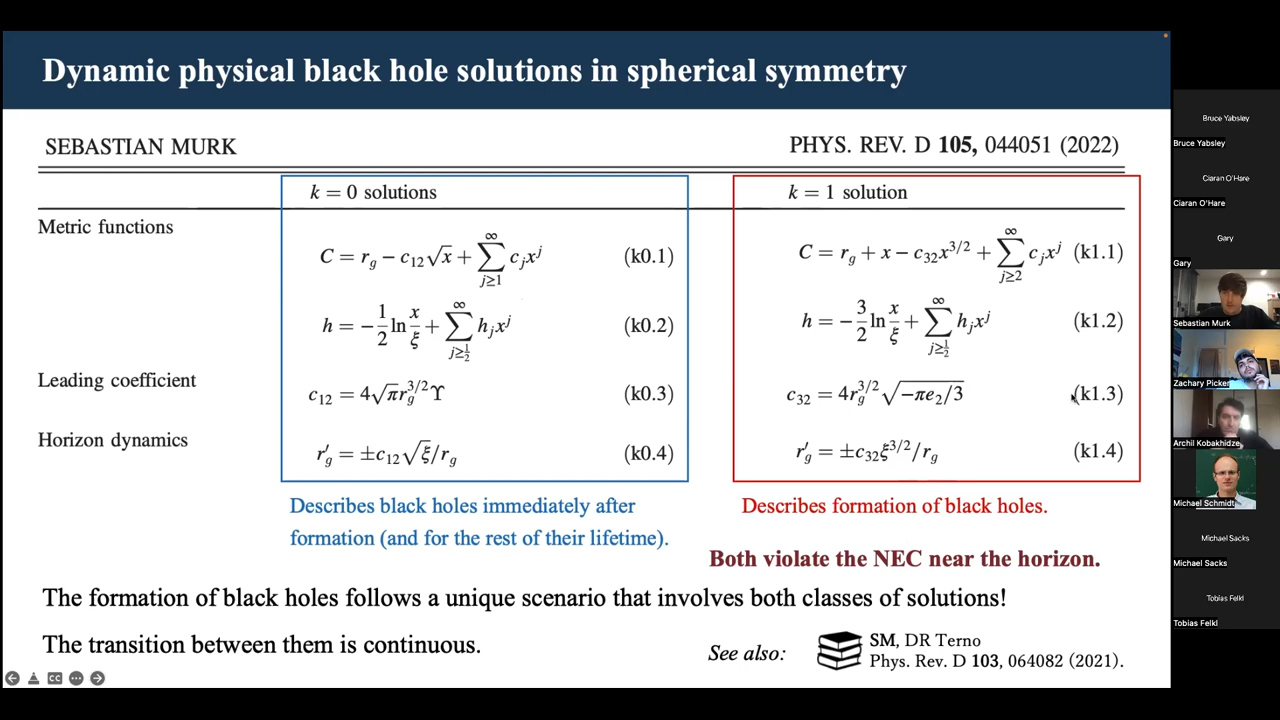 Dynamic physical black hole solutions in spherical symmetry
SEBASTIAN MURK
PHYS. REV. D 105, 044051 (2022)
k = 0 solutions
k = 1 solution
Metric functions
C = r_g − c_12 √x + ∑_{j≥1}^∞ c_j x^j (k0.1)
C = r_g + x − c_32 x^{3/2} + ∑_{j≥2}^∞ c_j x^j (k1.1)
h = −1/2 ln x/ξ + ∑_{j≥1/2}^∞ h_j x^j (k0.2)
h = −3/2 ln x/ξ + ∑_{j≥1/2}^∞ h_j x^j (k1.2)
Leading coefficient
c_12 = 4√π r_g^{3/2} ϒ (k0.3)
c_32 = 4r_g^{3/2} √(−πe_2/3) (k1.3)
Horizon dynamics
r′_g = ±c_12 √ξ/r_g (k0.4)
r′_g = ±c_32 ξ^{3/2}/r_g (k1.4)
Describes black holes immediately after
formation (and for the rest of their lifetime).
Describes formation of black holes.
Both violate the NEC near the horizon.
The formation of black holes follows a unique scenario that involves both classes of solutions!
The transition between them is continuous.
See also:
SM, DR Terno
Phys. Rev. D 103, 064082 (2021).
CC
Bruce Yabsley
Bruce Yabsley
Ciaran O'Hare
Ciaran O'Hare
Gary
Gary
Sebastian Murk
Zachary Picker
Archil Kobakhidze
Michael Schmidt
Michael Sacks
Michael Sacks
Tobias Felkl
Tobias Felkl